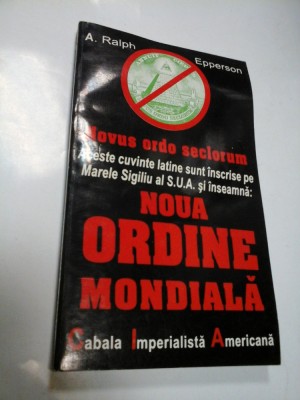 A. Ralph Epperson
Novus ordo seclorum
Aceste cuvinte latine sunt înscrise pe
Marele Sigiliu al S.U.A. și înseamnă:
NOUA
ORDINE
MONDIALĂ
Cabala Imperialistă Americană